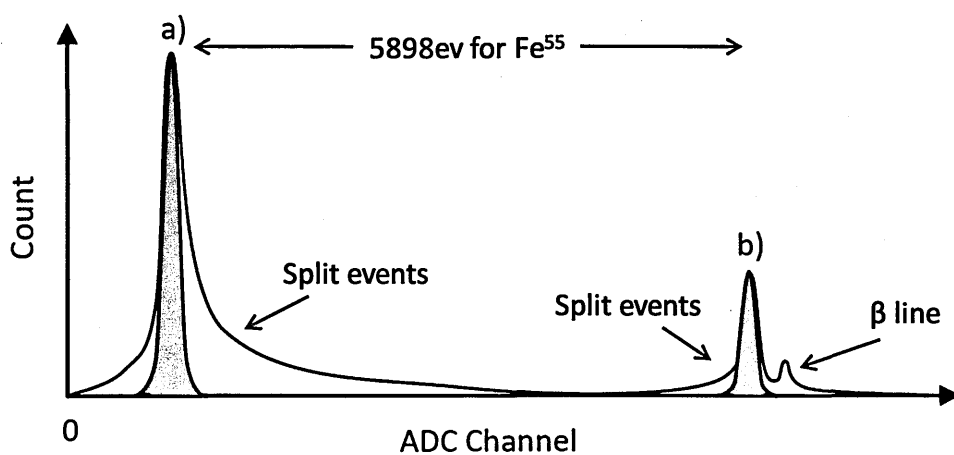 a)
5898ev for Fe⁵⁵
Count
b)
Split events
Split events
β line
0
ADC Channel